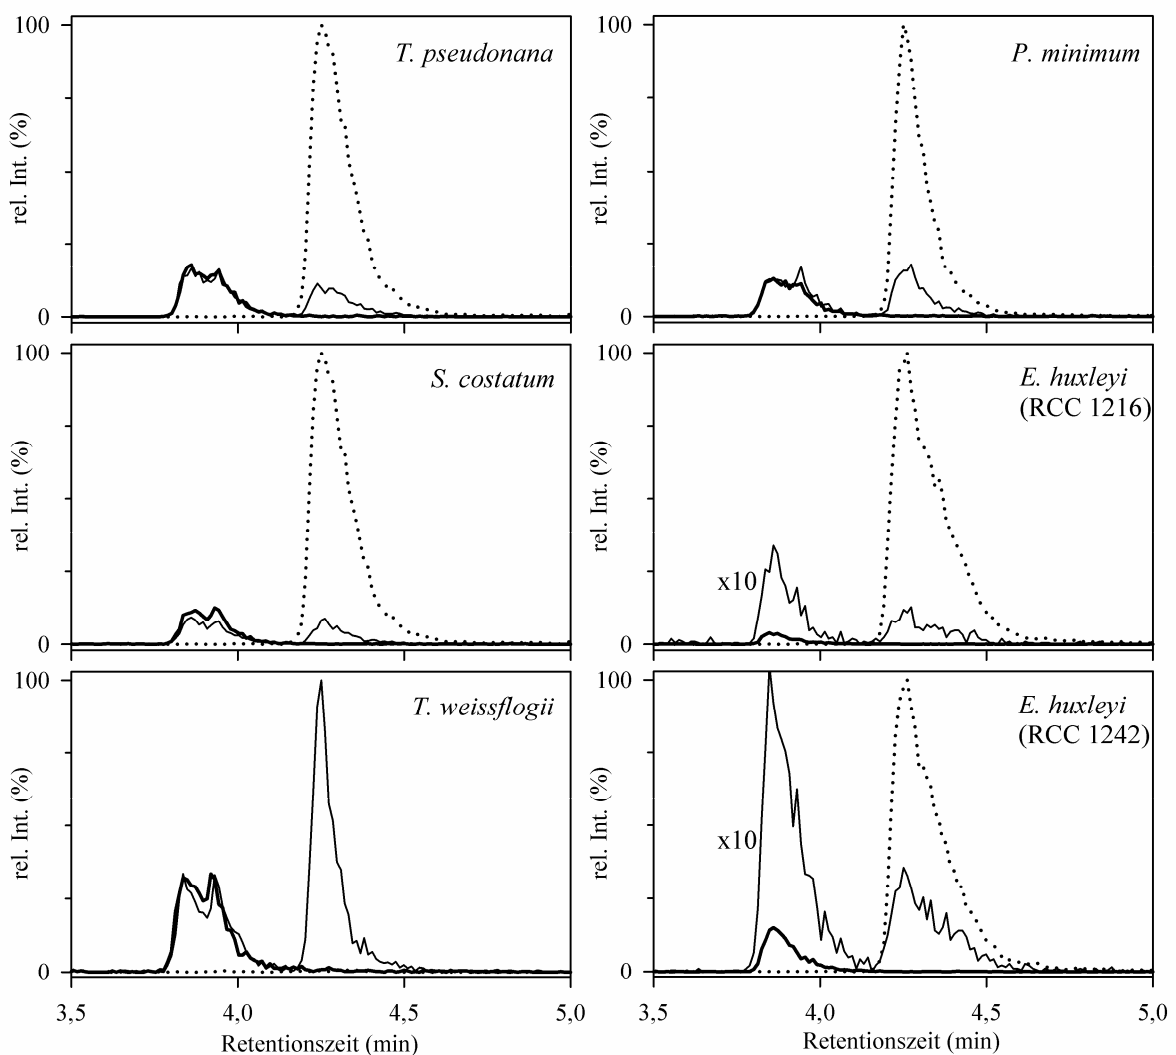 100
T. pseudonana
rel. Int. (%)
0
100
P. minimum
rel. Int. (%)
0
100
S. costatum
rel. Int. (%)
0
100
E. huxleyi
(RCC 1216)
rel. Int. (%)
x10
0
100
T. weissflogii
rel. Int. (%)
0
3,5 4,0 4,5 5,0
Retentionszeit (min)
100
E. huxleyi
(RCC 1242)
rel. Int. (%)
x10
0
3,5 4,0 4,5 5,0
Retentionszeit (min)